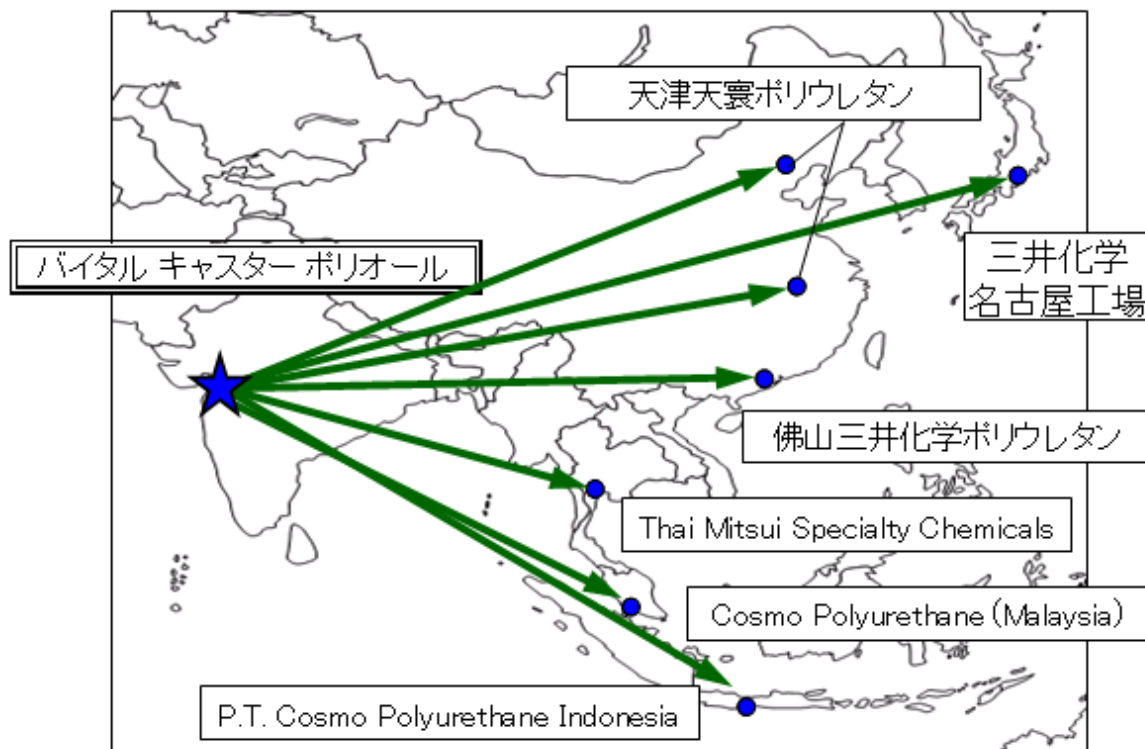 天津天寰ポリウレタン
バイタル キャスター ポリオール
三井化学
名古屋工場
佛山三井化学ポリウレタン
Thai Mitsui Specialty Chemicals
Cosmo Polyurethane (Malaysia)
P.T. Cosmo Polyurethane Indonesia